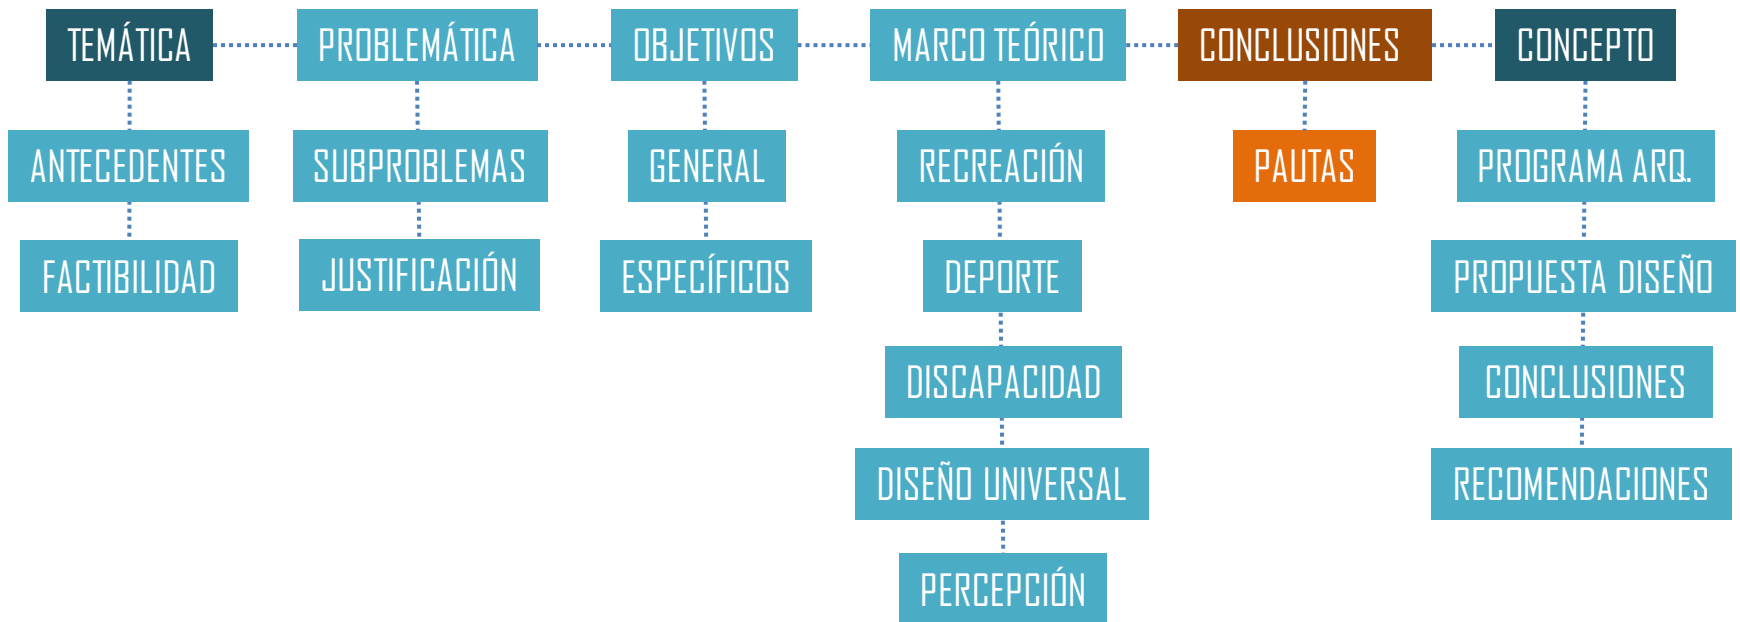 TEMÁTICA
PROBLEMÁTICA
OBJETIVOS
MARCO TEÓRICO
CONCLUSIONES
CONCEPTO
ANTECEDENTES
SUBPROBLEMAS
GENERAL
RECREACIÓN
PAUTAS
PROGRAMA ARQ.
FACTIBILIDAD
JUSTIFICACIÓN
ESPECÍFICOS
DEPORTE
PROPUESTA DISEÑO
DISCAPACIDAD
CONCLUSIONES
DISEÑO UNIVERSAL
RECOMENDACIONES
PERCEPCIÓN